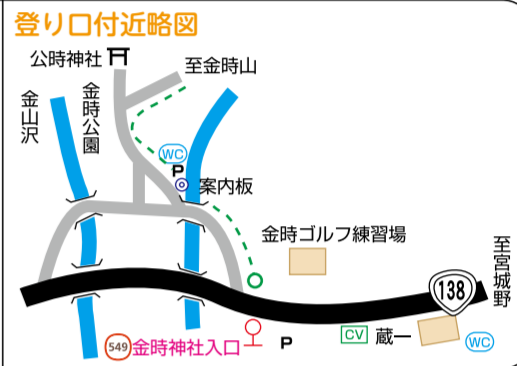 登り口付近略図
公時神社
至金時山
金山沢
金時公園
WC
P
案内板
金時ゴルフ練習場
至宮城野
138
549 金時神社入口
P
CV 蔵一
WC